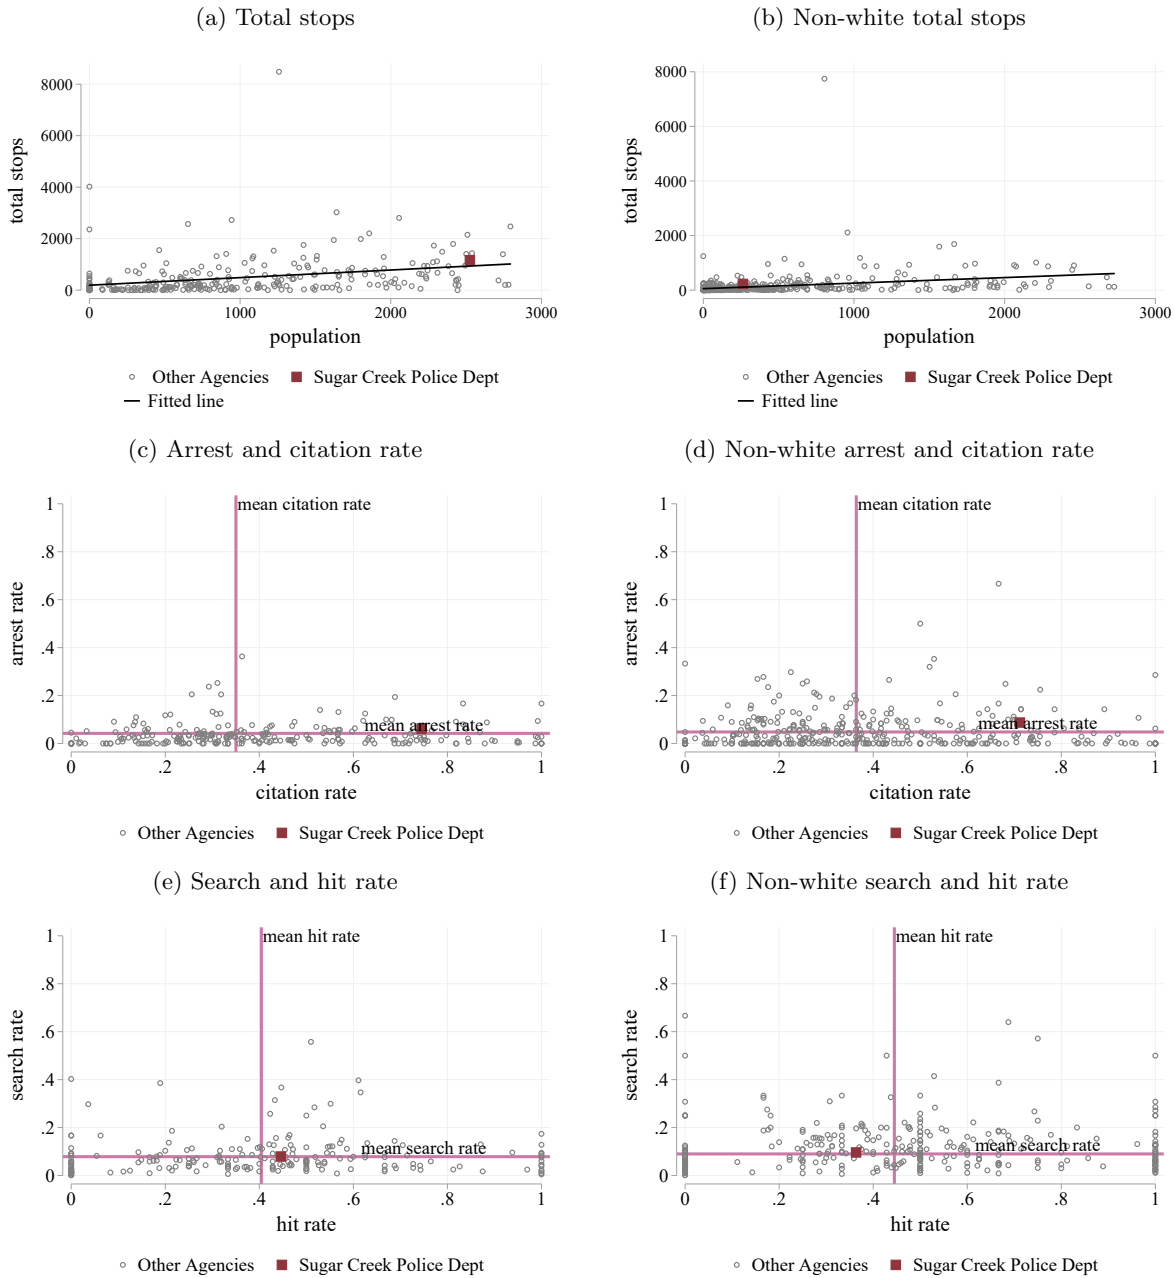 (a) Total stops
(b) Non-white total stops
total stops
8000
6000
4000
2000
0
0 1000 2000 3000
population
Other Agencies Sugar Creek Police Dept
Fitted line
total stops
8000
6000
4000
2000
0
0 1000 2000 3000
population
Other Agencies Sugar Creek Police Dept
Fitted line
(c) Arrest and citation rate
(d) Non-white arrest and citation rate
arrest rate
1
.8
.6
.4
.2
0
mean citation rate
mean arrest rate
0 .2 .4 .6 .8 1
citation rate
Other Agencies Sugar Creek Police Dept
arrest rate
1
.8
.6
.4
.2
0
mean citation rate
mean arrest rate
0 .2 .4 .6 .8 1
citation rate
Other Agencies Sugar Creek Police Dept
(e) Search and hit rate
(f) Non-white search and hit rate
search rate
1
.8
.6
.4
.2
0
mean hit rate
mean search rate
0 .2 .4 .6 .8 1
hit rate
Other Agencies Sugar Creek Police Dept
search rate
1
.8
.6
.4
.2
0
mean hit rate
mean search rate
0 .2 .4 .6 .8 1
hit rate
Other Agencies Sugar Creek Police Dept